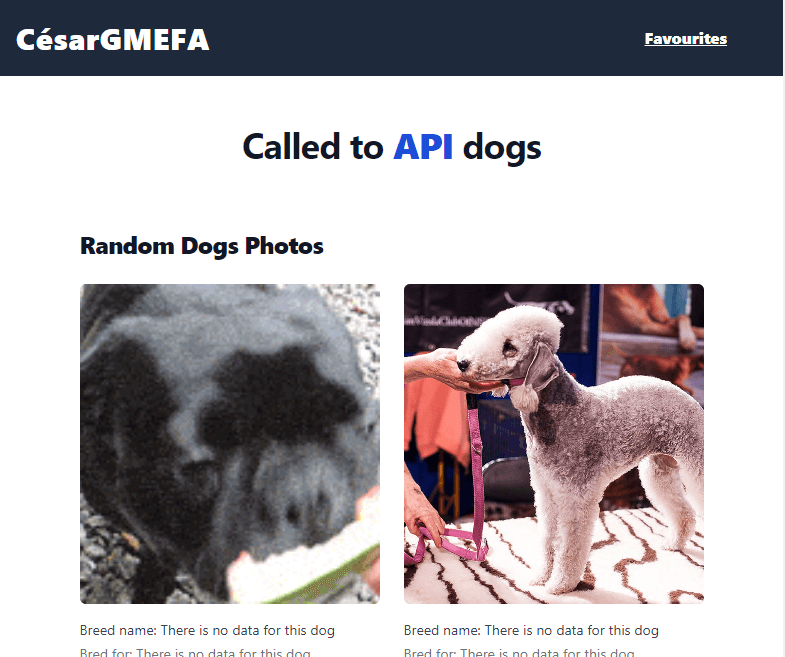 CésarGMEFA
Favourites
Called to API dogs
Random Dogs Photos
Breed name: There is no data for this dog
Breed name: There is no data for this dog
Bred for: There is no data for this dog
Bred for: There is no data for this dog